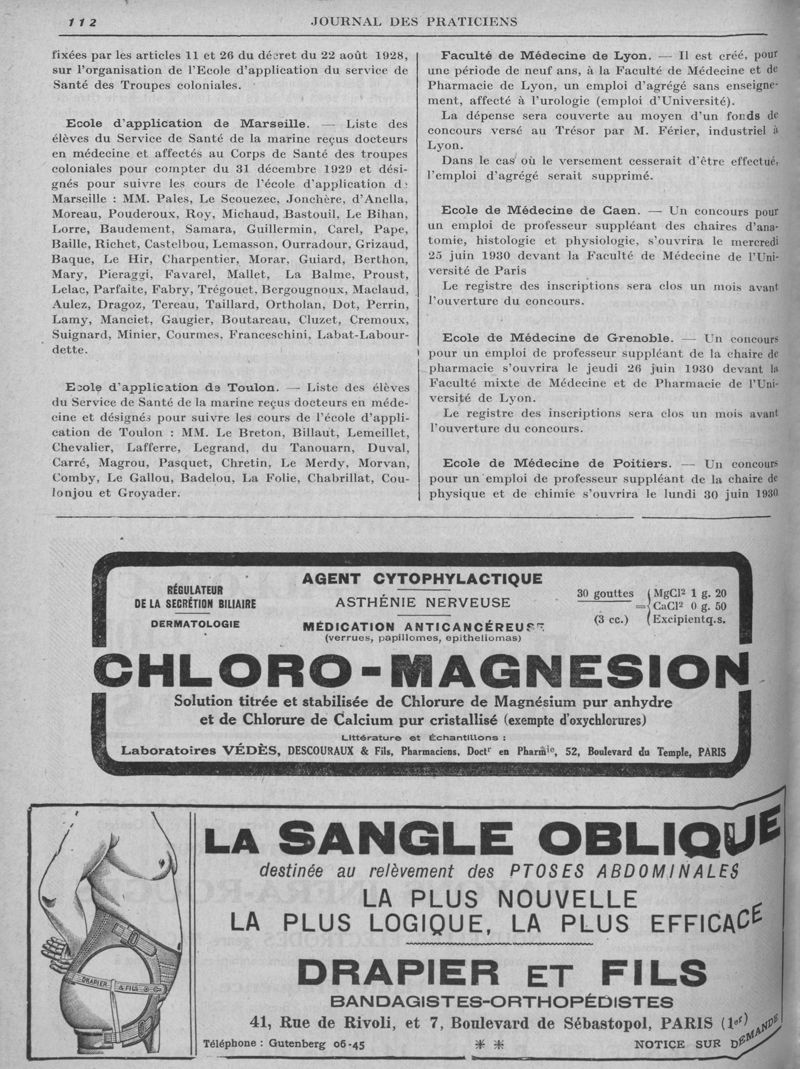 112
JOURNAL DES PRATICIENS
fixées par les articles 11 et 26 du décret du 22 août 1928,
sur l'organisation de l'Ecole d'application du service de
Santé des Troupes coloniales.
Ecole d'application de Marseille. — Liste des
élèves du Service de Santé de la marine reçus docteurs
en médecine et affectés au Corps de Santé des troupes
coloniales pour compter du 31 décembre 1929 et dési-
gnés pour suivre les cours de l'école d'application de
Marseille : MM. Pales, Le Scouezec, Jonchère, d'Anella,
Moreau, Pouderoux, Roy, Michaud, Bastouil, Le Bihan,
Lorre, Baudement, Samara, Guillermin, Carel, Pape,
Baille, Richet, Castelbou, Lemasson, Ourradour, Grizaud,
Baque, Le Hir, Charpentier, Morar, Guiard, Berthon,
Mary, Pieraggi, Favarel, Mallet, La Balme, Proust,
Lelac, Parfaite, Fabry, Trégouet, Bergougnoux, Maclaud,
Aulez, Dragoz, Tereau, Taillard, Ortholan, Dot, Perrin,
Lamy, Manciet, Gaugier, Boutareau, Cluzet, Cremoux,
Suignard, Minier, Courmes, Franceschini, Labat-Labour-
dette.
Ecole d'application de Toulon. — Liste des élèves
du Service de Santé de la marine reçus docteurs en méde-
cine et désignés pour suivre les cours de l'école d'appli-
cation de Toulon : MM. Le Breton, Billaut, Lemeillet,
Chevalier, Lafferre, Legrand, du Tanouarn, Duval,
Carré, Magrou, Pasquet, Chretin, Le Merdy, Morvan,
Comby, Le Gallou, Badelou, La Folie, Chabrillat, Cou-
lonjou et Groyader.
Faculté de Médecine de Lyon. — Il est créé, pour
une période de neuf ans, à la Faculté de Médecine et de
Pharmacie de Lyon, un emploi d'agrégé sans enseigne-
ment, affecté à l'urologie (emploi d'Université).
La dépense sera couverte au moyen d'un fonds de
concours versé au Trésor par M. Férier, industriel à
Lyon.
Dans le cas où le versement cesserait d'être effectué,
l'emploi d'agrégé serait supprimé.
Ecole de Médecine de Caen. — Un concours pour
un emploi de professeur suppléant des chaires d'ana-
tomie, histologie et physiologie, s'ouvrira le mercredi
25 juin 1930 devant la Faculté de Médecine de l'Uni-
versité de Paris
Le registre des inscriptions sera clos un mois avant
l'ouverture du concours.
Ecole de Médecine de Grenoble. — Un concours
pour un emploi de professeur suppléant de la chaire de
pharmacie s'ouvrira le jeudi 26 juin 1930 devant la
Faculté mixte de Médecine et de Pharmacie de l'Uni-
versité de Lyon.
Le registre des inscriptions sera clos un mois avant
l'ouverture du concours.
Ecole de Médecine de Poitiers. — Un concours
pour un emploi de professeur suppléant de la chaire de
physique et de chimie s'ouvrira le lundi 30 juin 1930
RÉGULATEUR
DE LA SECRÉTION BILIAIRE
DERMATOLOGIE
AGENT CYTOPHYLACTIQUE
ASTHÉNIE NERVEUSE
MÉDICATION ANTICANCÉREUSE
(verrues, papillomes, epitheliomas)
30 gouttes
(3 cc.)
=
MgCl² 1 g. 20
CaCl² 0 g. 50
Excipient q.s.
CHLORO-MAGNESION
Solution titrée et stabilisée de Chlorure de Magnésium pur anhydre
et de Chlorure de Calcium pur cristallisé (exempte d'oxychlorures)
Littérature et Échantillons :
Laboratoires VÉDÈS, DESCOURAUX & Fils, Pharmaciens, Doctr en Pharmie, 52, Boulevard du Temple, PARIS
DRAPIER & FILS
LA SANGLE OBLIQUE
destinée au relèvement des PTOSES ABDOMINALES
LA PLUS NOUVELLE
LA PLUS LOGIQUE, LA PLUS EFFICACE
DRAPIER ET FILS
BANDAGISTES-ORTHOPÉDISTES
41, Rue de Rivoli, et 7, Boulevard de Sébastopol, PARIS (1er)
Téléphone : Gutenberg 06-45
NOTICE SUR DEMANDE